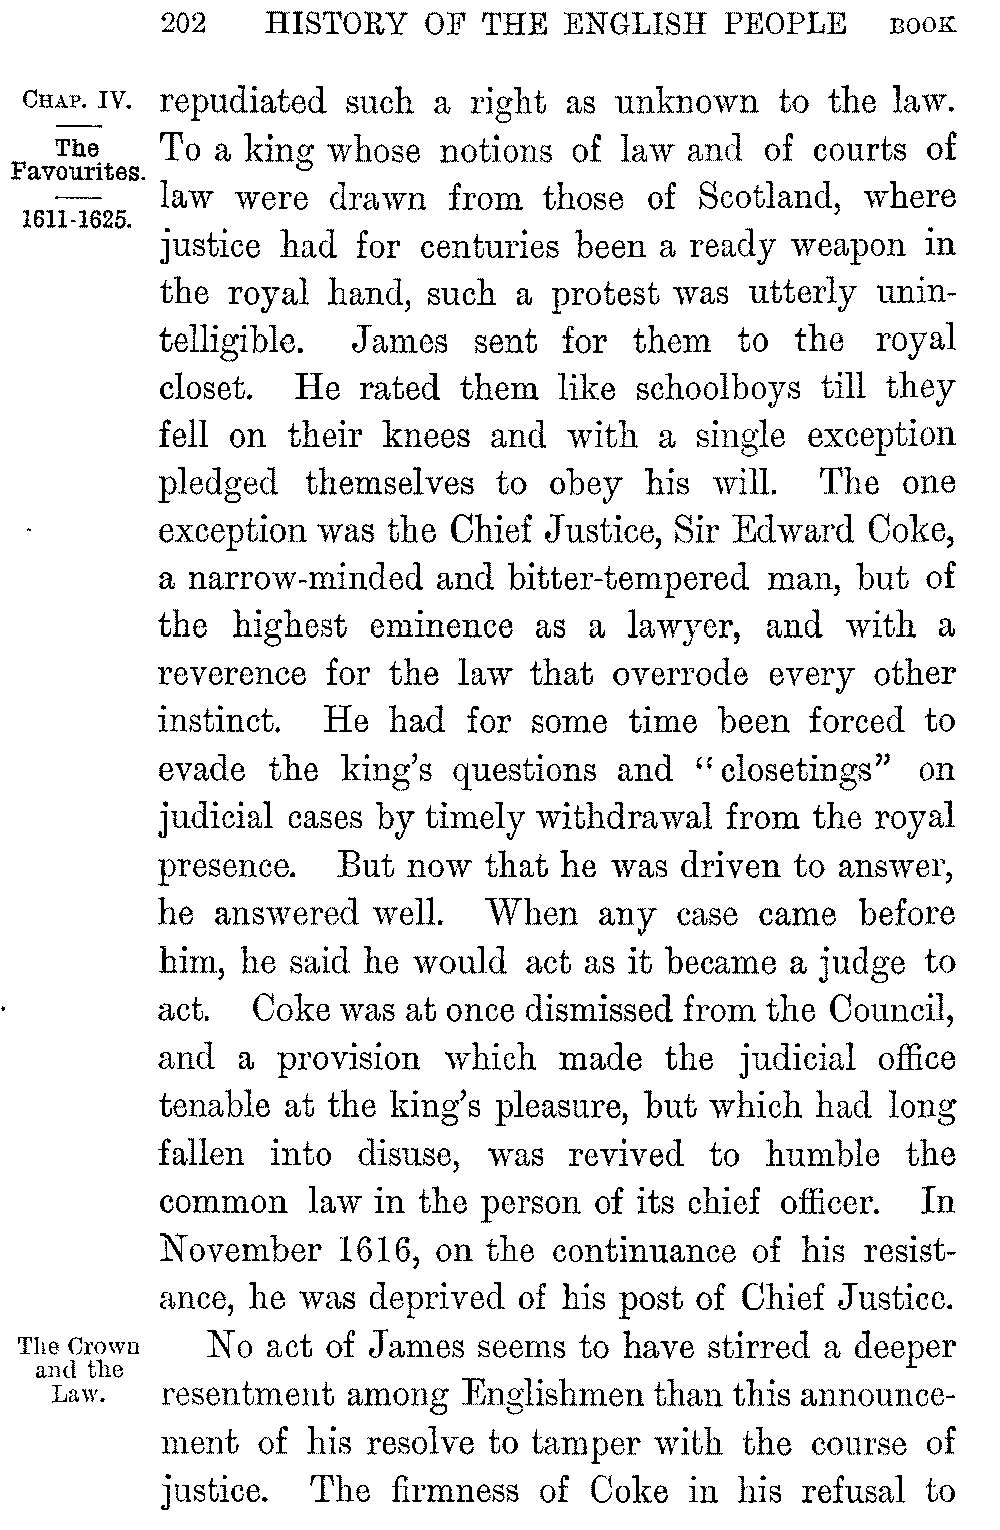 202 HISTORY OF THE ENGLISH PEOPLE BOOK
CHAP. IV.
The
Favourites.
1611-1625.
repudiated such a right as unknown to the law.
To a king whose notions of law and of courts of
law were drawn from those of Scotland, where
justice had for centuries been a ready weapon in
the royal hand, such a protest was utterly unin-
telligible. James sent for them to the royal
closet. He rated them like schoolboys till they
fell on their knees and with a single exception
pledged themselves to obey his will. The one
exception was the Chief Justice, Sir Edward Coke,
a narrow-minded and bitter-tempered man, but of
the highest eminence as a lawyer, and with a
reverence for the law that overrode every other
instinct. He had for some time been forced to
evade the king's questions and “closetings” on
judicial cases by timely withdrawal from the royal
presence. But now that he was driven to answer,
he answered well. When any case came before
him, he said he would act as it became a judge to
act. Coke was at once dismissed from the Council,
and a provision which made the judicial office
tenable at the king's pleasure, but which had long
fallen into disuse, was revived to humble the
common law in the person of its chief officer. In
November 1616, on the continuance of his resist-
ance, he was deprived of his post of Chief Justice.
The Crown
and the
Law.
No act of James seems to have stirred a deeper
resentment among Englishmen than this announce-
ment of his resolve to tamper with the course of
justice. The firmness of Coke in his refusal to